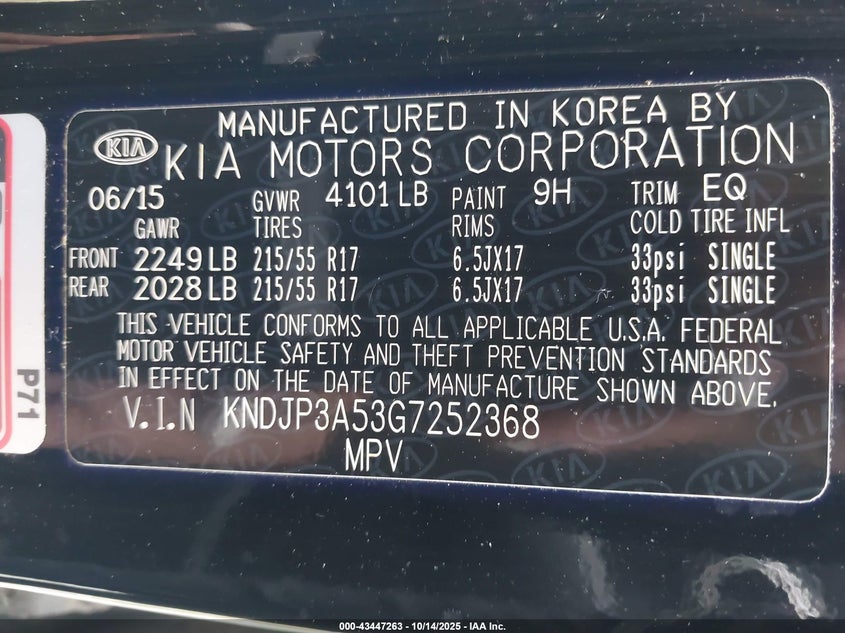 MANUFACTURED IN KOREA BY
KIA KIA MOTORS CORPORATION
06/15 GVWR 4101 LB PAINT 9H TRIM EQ
GAWR TIRES RIMS COLD TIRE INFL
FRONT 2249 LB 215/55 R17 6.5JX17 33psi SINGLE
REAR 2028 LB 215/55 R17 6.5JX17 33psi SINGLE
THIS VEHICLE CONFORMS TO ALL APPLICABLE U.S.A. FEDERAL
MOTOR VEHICLE SAFETY AND THEFT PREVENTION STANDARDS
IN EFFECT ON THE DATE OF MANUFACTURE SHOWN ABOVE.
V.I.N KNDJP3A53G7252368
MPV
P71
000-43447263 - 10/14/2025 - IAA Inc.